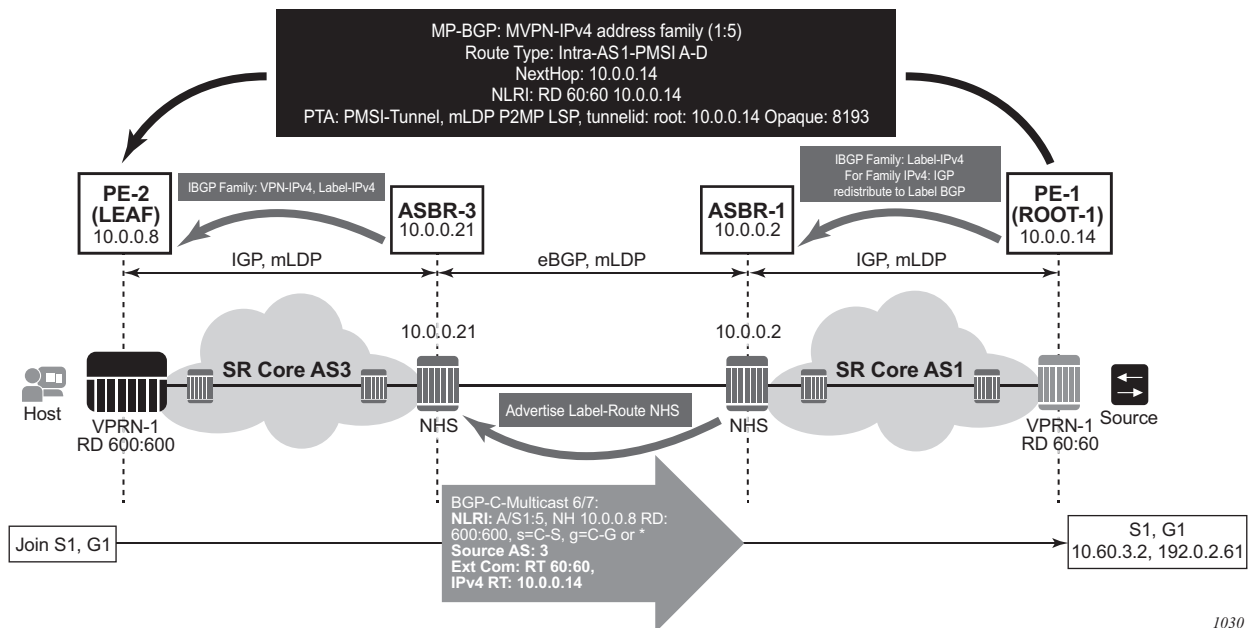 MP-BGP: MVPN-IPv4 address family (1:5)
Route Type: Intra-AS1-PMSI A-D
NextHop: 10.0.0.14
NLRI: RD 60:60 10.0.0.14
PTA: PMSI-Tunnel, mLDP P2MP LSP, tunnelid: root: 10.0.0.14 Opaque: 8193
PE-2
(LEAF)
10.0.0.8
IBGP Family: VPN-IPv4, Label-IPv4
ASBR-3
10.0.0.21
ASBR-1
10.0.0.2
IBGP Family: Label-IPv4
For Family IPv4: IGP
redistribute to Label BGP
PE-1
(ROOT-1)
10.0.0.14
IGP, mLDP
eBGP, mLDP
IGP, mLDP
10.0.0.21
10.0.0.2
SR Core AS3
SR Core AS1
Host
VPRN-1
RD 600:600
NHS
Advertise Label-Route NHS
NHS
VPRN-1
RD 60:60
Source
Join S1, G1
BGP-C-Multicast 6/7:
NLRI: A/S1:5, NH 10.0.0.8 RD:
600:600, s=C-S, g=C-G or *
Source AS: 3
Ext Com: RT 60:60,
IPv4 RT: 10.0.0.14
S1, G1
10.60.3.2, 192.0.2.61
1030